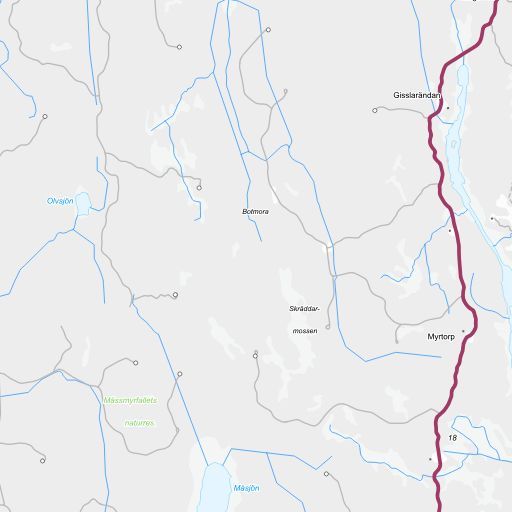 Gisslarändan
Olvsjön
Botmora
Skräddar-
mossen
Myrtorp
Mässmyrfallets
naturres
18
Måsjön